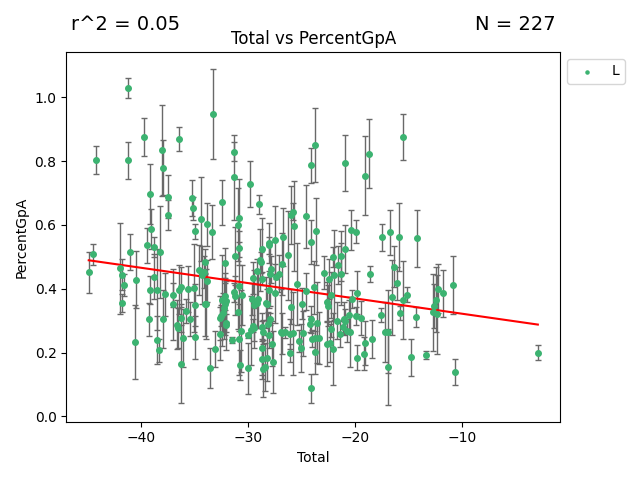 r^2 = 0.05
N = 227
Total vs PercentGpA
L
PercentGpA
1.0
0.8
0.6
0.4
0.2
0.0
−40
−30
−20
−10
Total